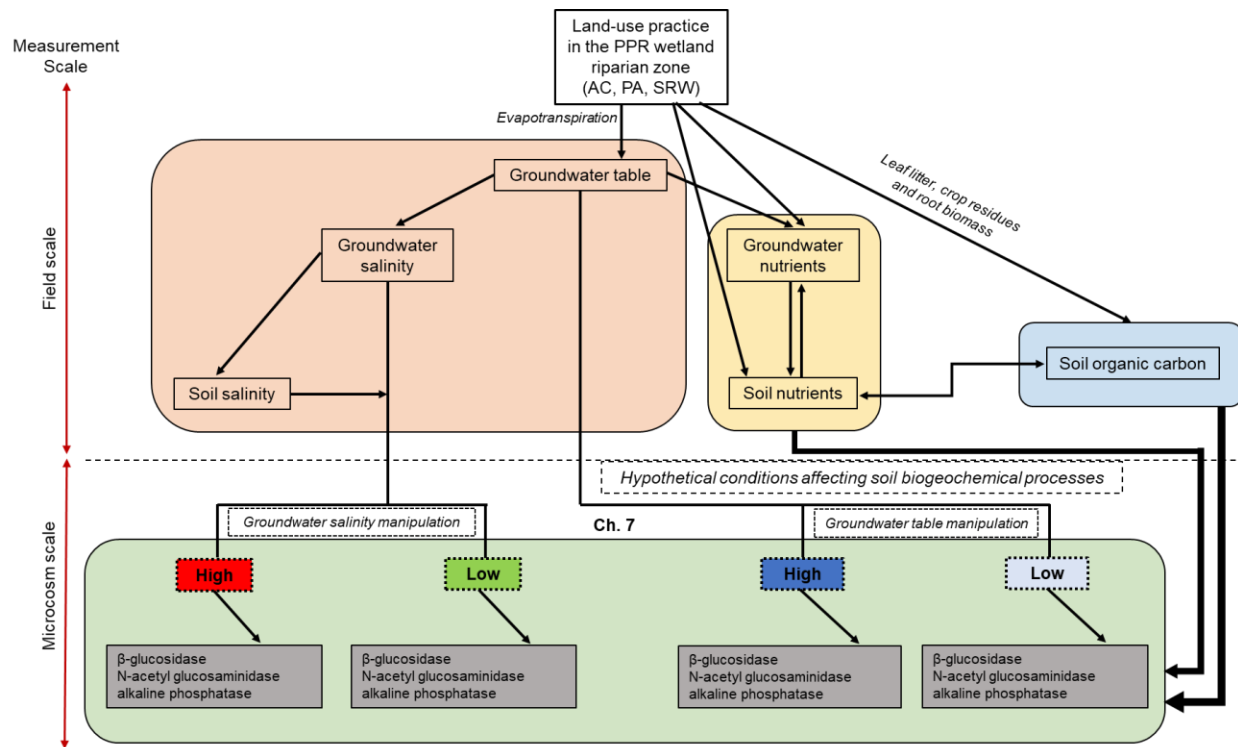 Measurement
Scale
Land-use practice
in the PPR wetland
riparian zone
(AC, PA, SRW)
Evapotranspiration
Leaf litter, crop residues
and root biomass
Field scale
Groundwater table
Groundwater
salinity
Groundwater
nutrients
Soil salinity
Soil nutrients
Soil organic carbon
Hypothetical conditions affecting soil biogeochemical processes
Microcosm scale
Groundwater salinity manipulation
Ch. 7
Groundwater table manipulation
High
Low
High
Low
β-glucosidase
N-acetyl glucosaminidase
alkaline phosphatase
β-glucosidase
N-acetyl glucosaminidase
alkaline phosphatase
β-glucosidase
N-acetyl glucosaminidase
alkaline phosphatase
β-glucosidase
N-acetyl glucosaminidase
alkaline phosphatase